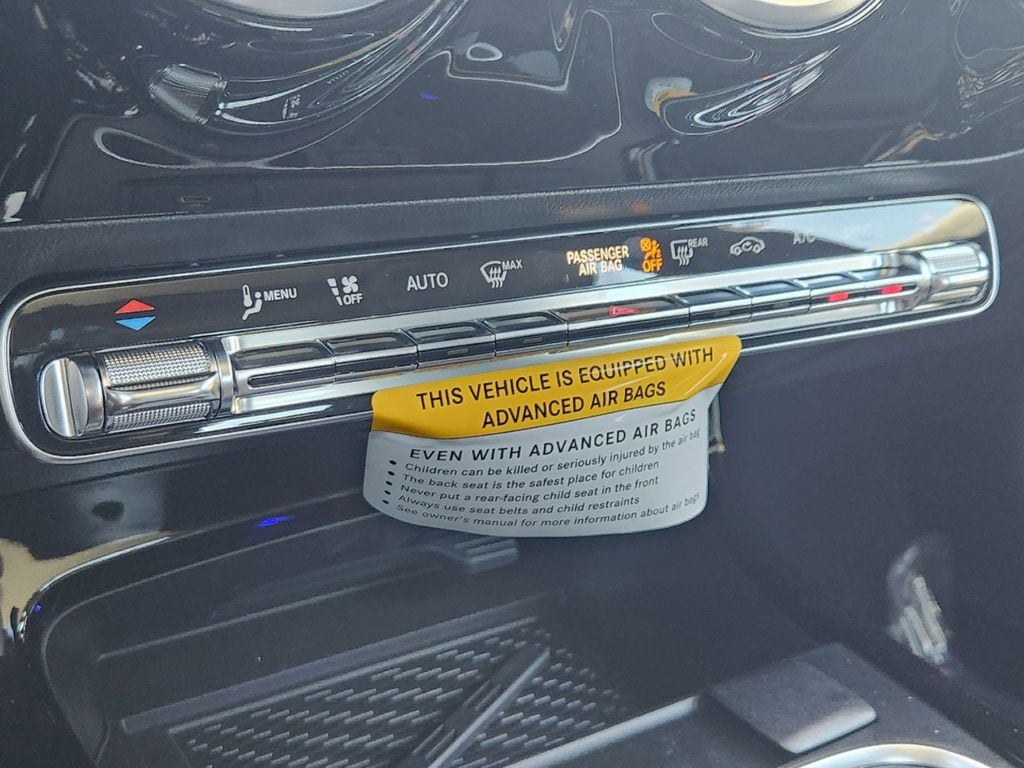 MENU
OFF
AUTO
MAX
PASSENGER
AIR BAG
OFF
REAR
A/C
THIS VEHICLE IS EQUIPPED WITH
ADVANCED AIR BAGS
EVEN WITH ADVANCED AIR BAGS
• Children can be killed or seriously injured by the air bag
• The back seat is the safest place for children
• Never put a rear-facing child seat in the front
• Always use seat belts and child restraints
• See owner's manual for more information about air bags